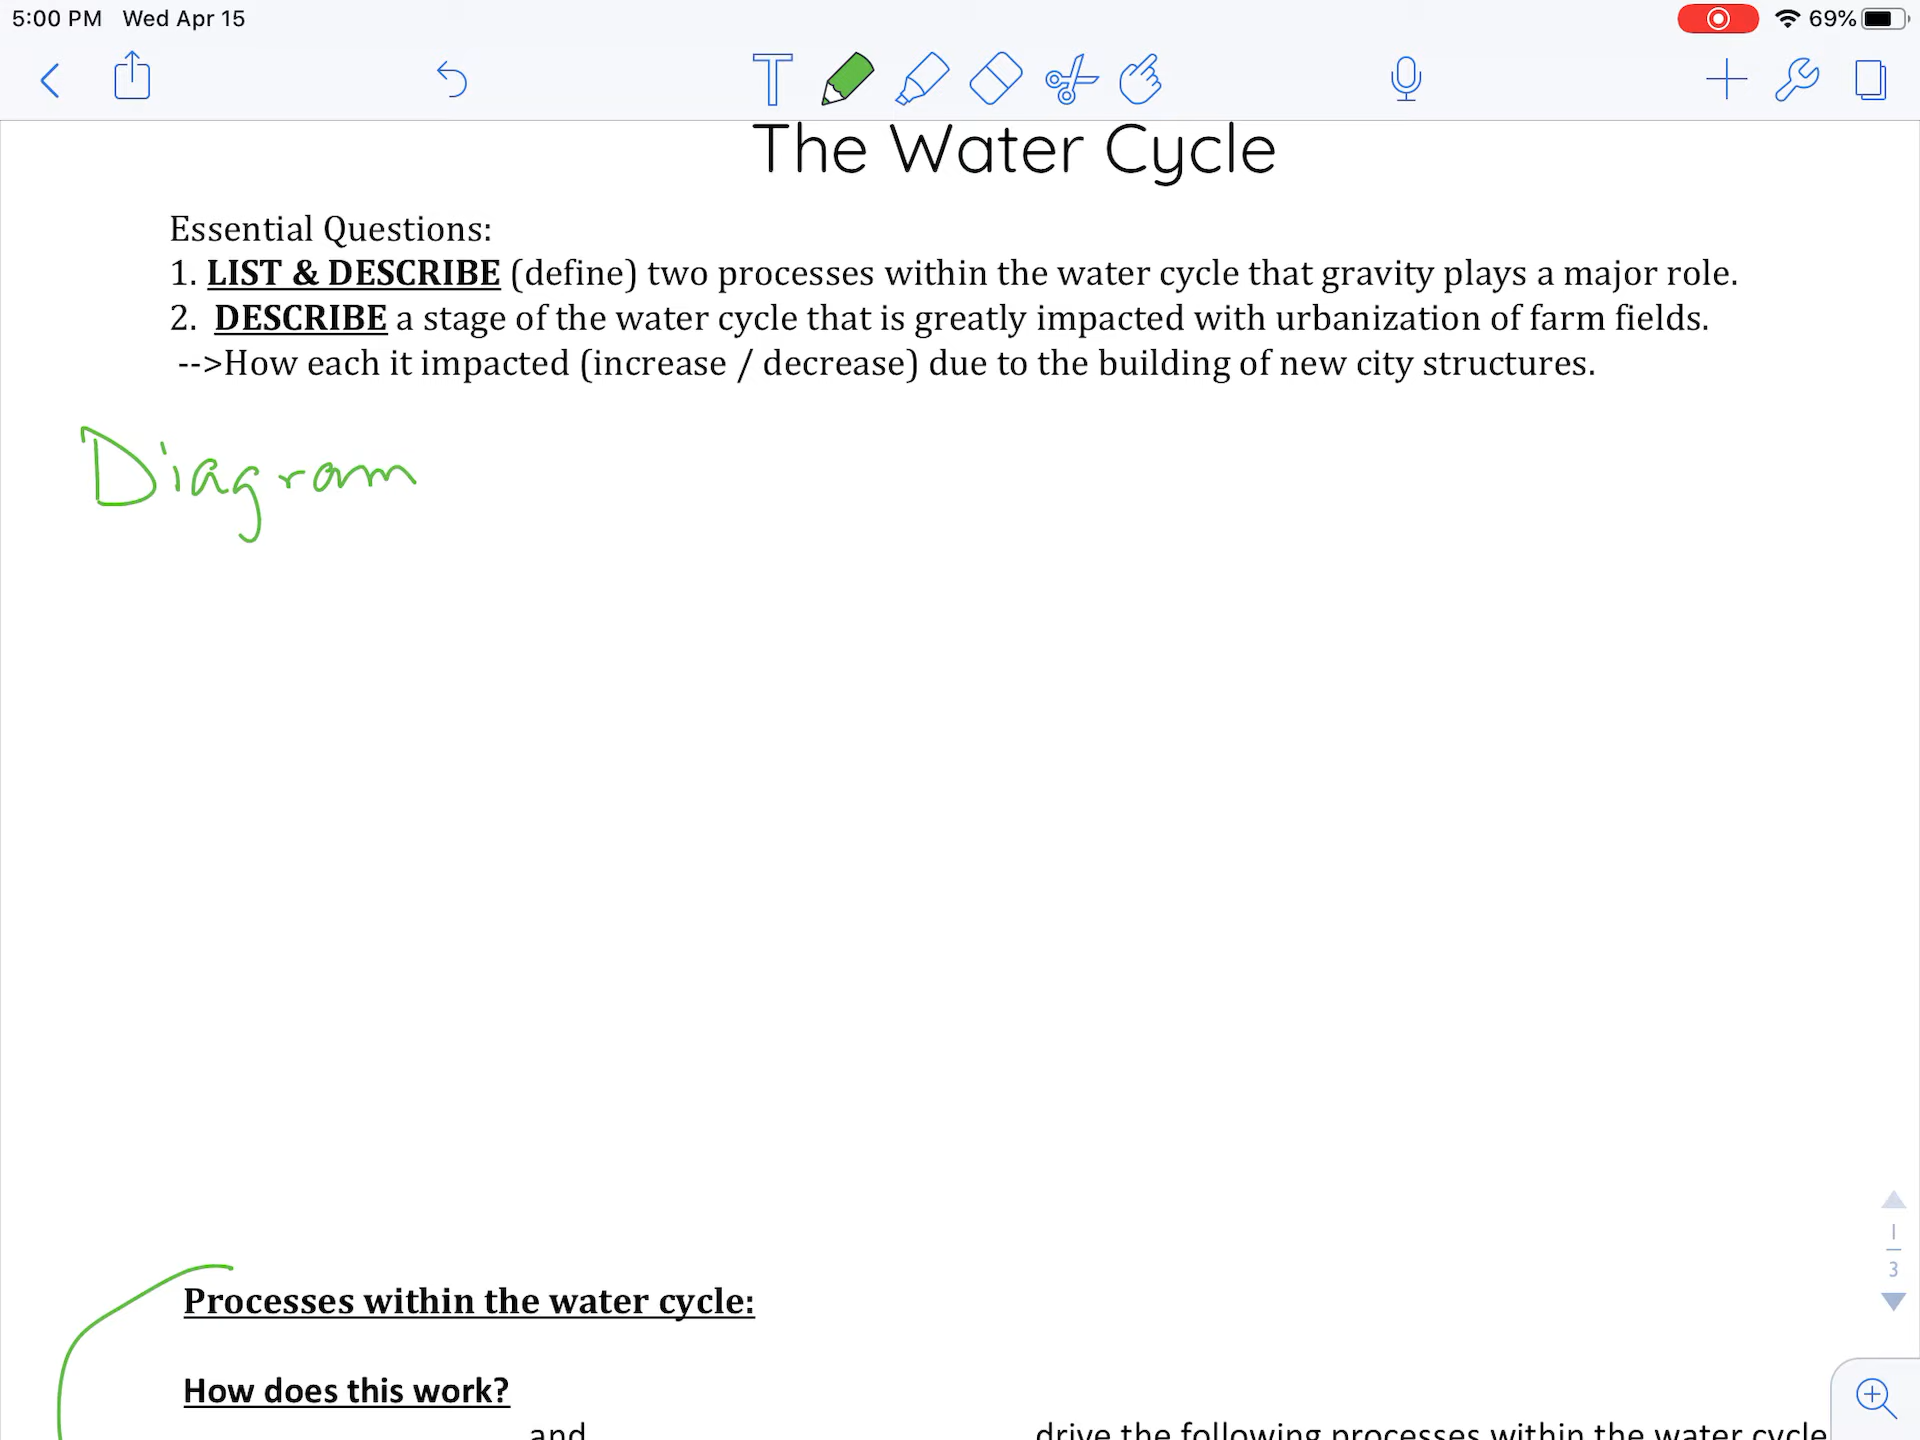 5:00 PM Wed Apr 15 69%
T
The Water Cycle
Essential Questions:
1. LIST & DESCRIBE (define) two processes within the water cycle that gravity plays a major role.
2. DESCRIBE a stage of the water cycle that is greatly impacted with urbanization of farm fields.
-->How each it impacted (increase / decrease) due to the building of new city structures.
Diagram
1
3
Processes within the water cycle:
How does this work?
and drive the following processes within the water cycle